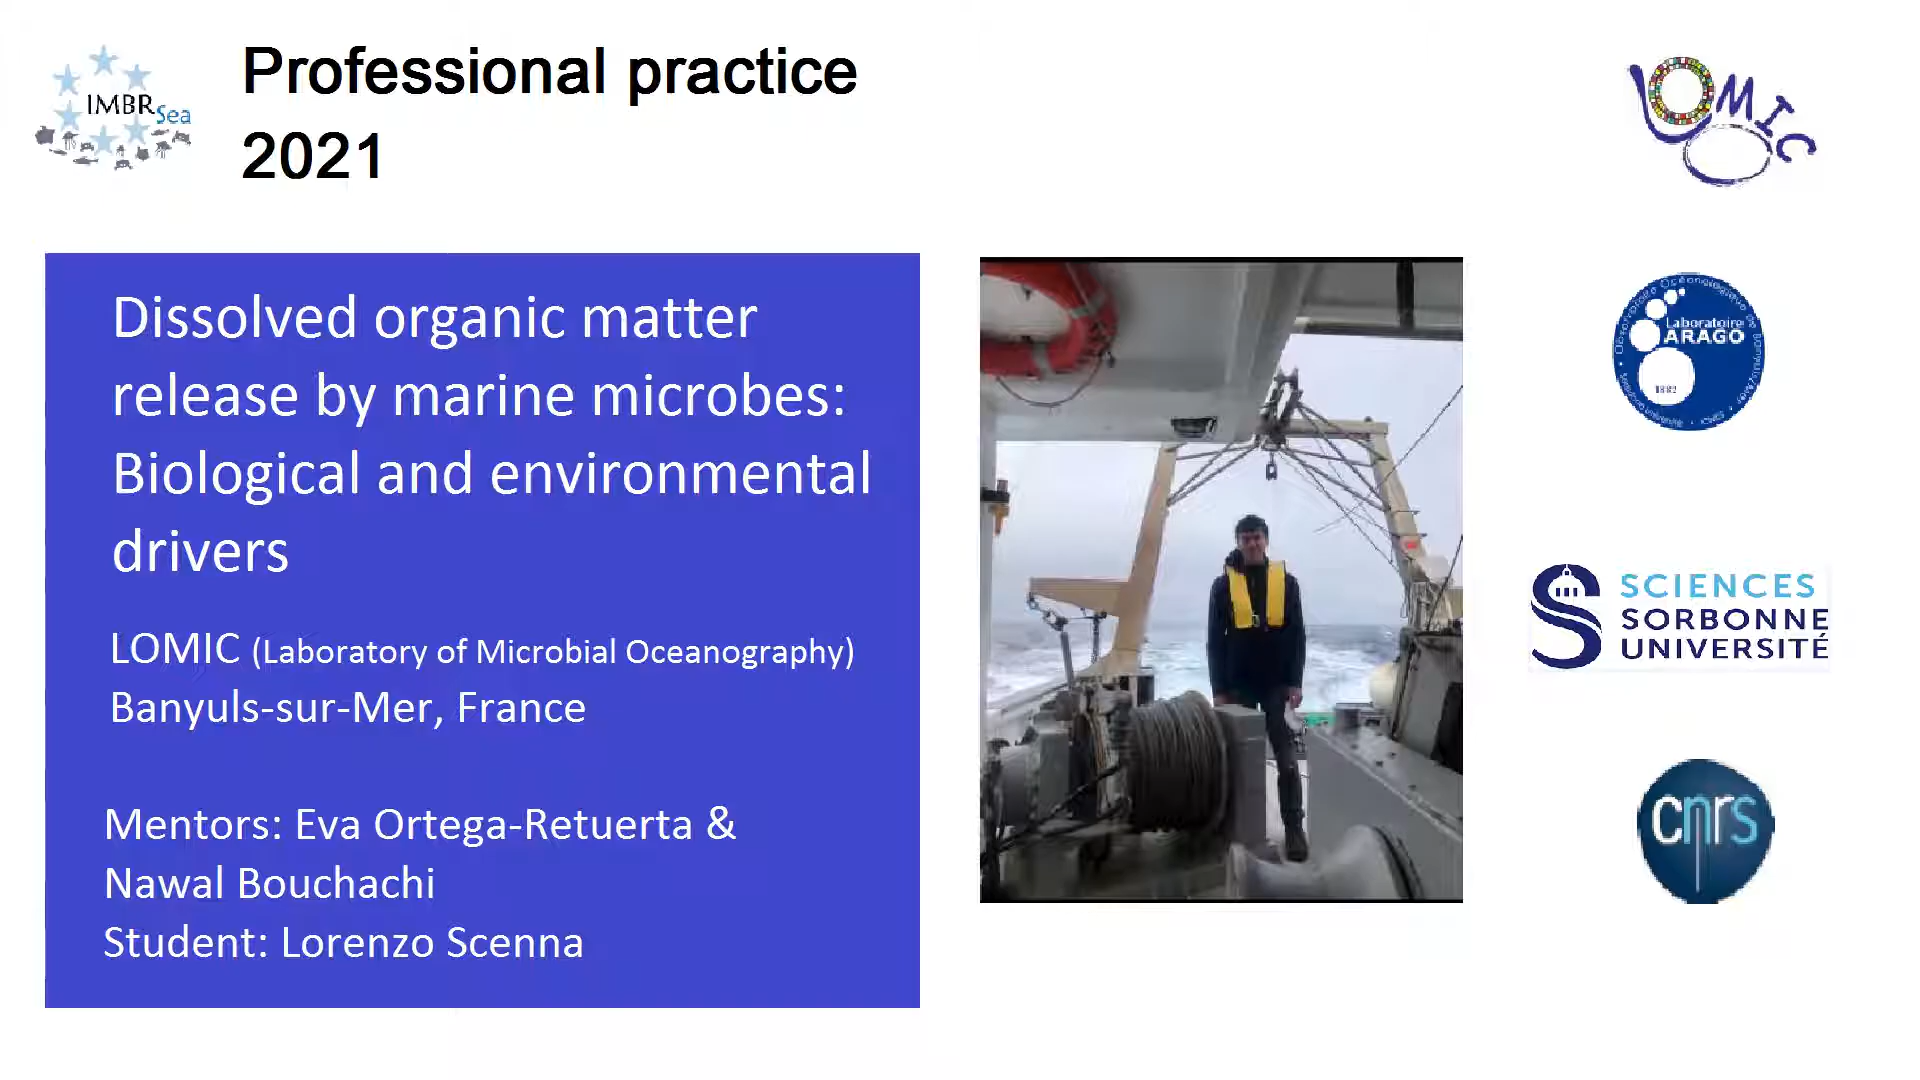 IMBRSea
Professional practice
2021
LOMIC
Dissolved organic matter
release by marine microbes:
Biological and environmental
drivers
LOMIC (Laboratory of Microbial Oceanography)
Banyuls-sur-Mer, France
Mentors: Eva Ortega-Retuerta &
Nawal Bouchachi
Student: Lorenzo Scenna
Laboratoire
ARAGO
1882
SCIENCES
SORBONNE
UNIVERSITÉ
cnrs